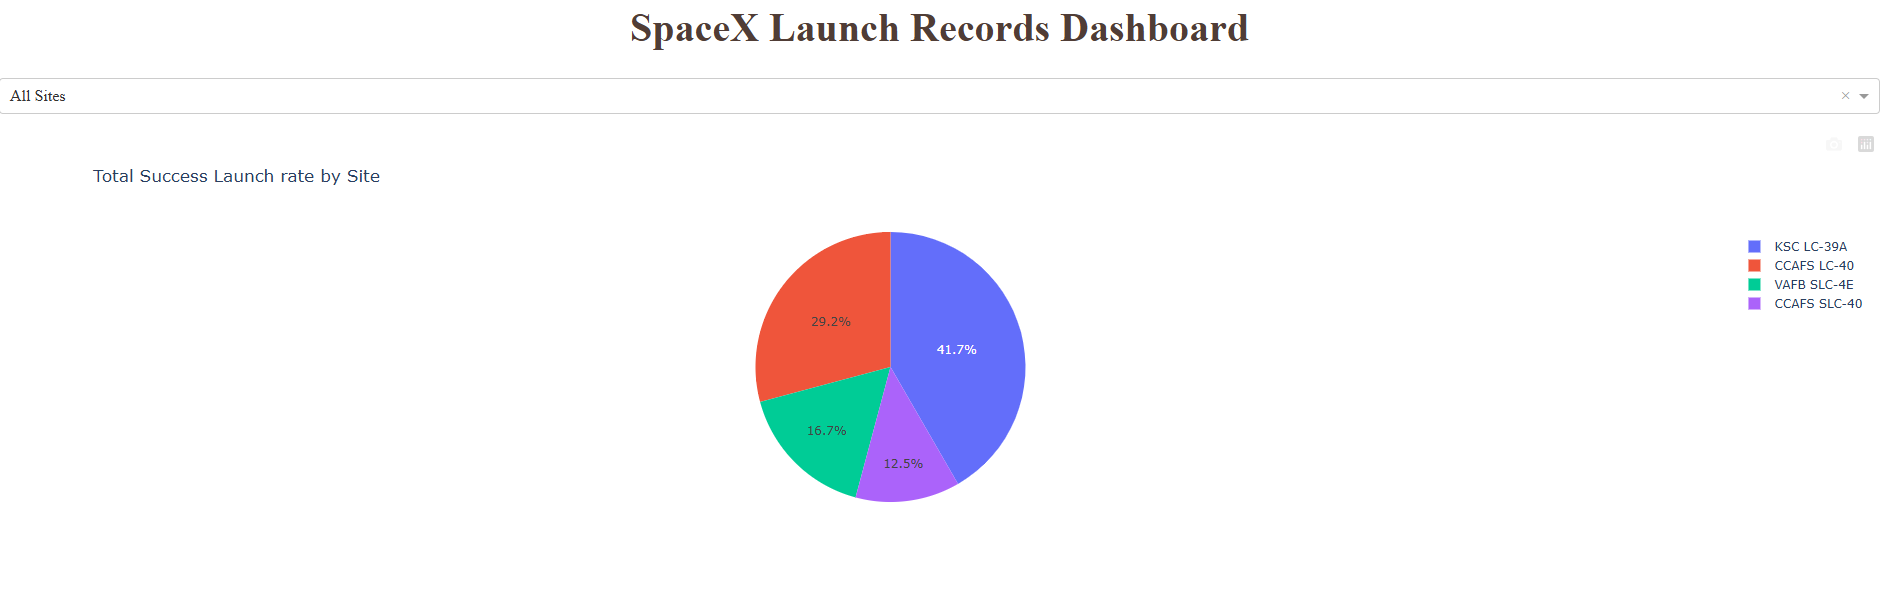 SpaceX Launch Records Dashboard
All Sites
Total Success Launch rate by Site
KSC LC-39A
CCAFS LC-40
VAFB SLC-4E
CCAFS SLC-40
29.2%
41.7%
16.7%
12.5%